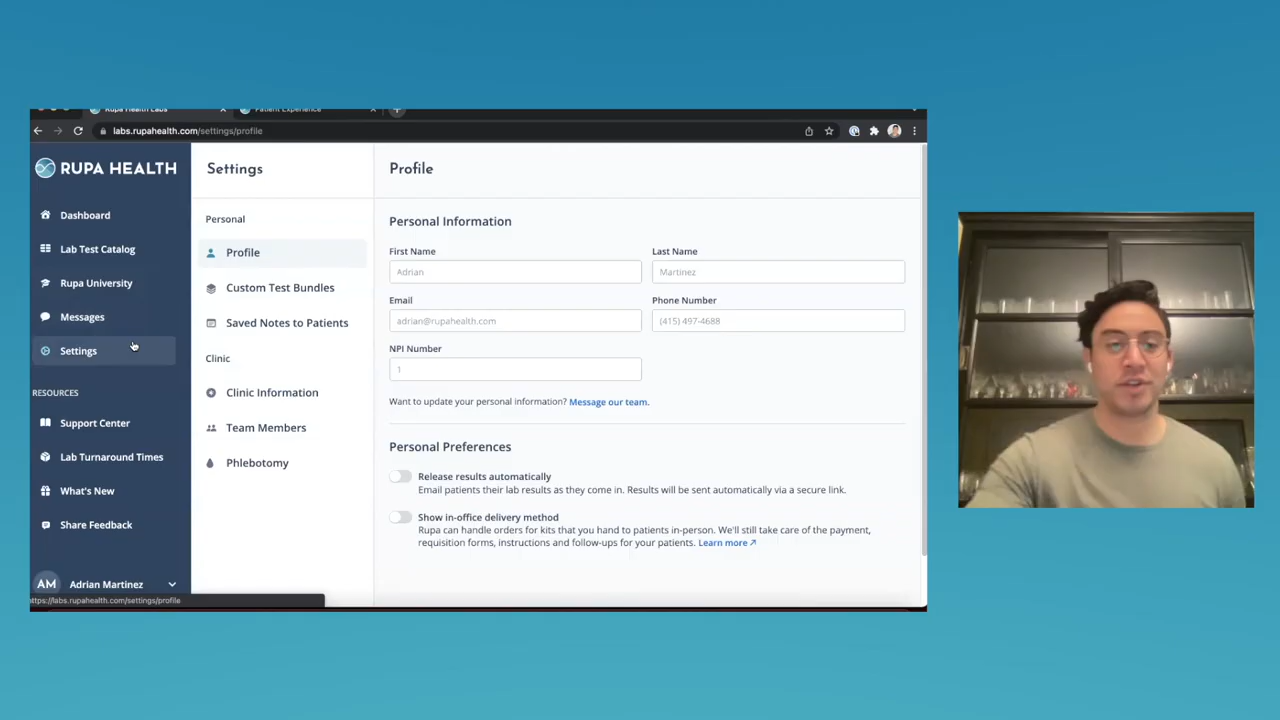 Rupa Health Labs
Patient Experience
labs.rupahealth.com/settings/profile
RUPA HEALTH
Dashboard
Lab Test Catalog
Rupa University
Messages
Settings
RESOURCES
Support Center
Lab Turnaround Times
What's New
Share Feedback
AM
Adrian Martinez
https://labs.rupahealth.com/settings/profile
Settings
Personal
Profile
Custom Test Bundles
Saved Notes to Patients
Clinic
Clinic Information
Team Members
Phlebotomy
Profile
Personal Information
First Name
Last Name
Adrian
Martinez
Email
Phone Number
adrian@rupahealth.com
(415) 497-4688
NPI Number
1
Want to update your personal information? Message our team.
Personal Preferences
Release results automatically
Email patients their lab results as they come in. Results will be sent automatically via a secure link.
Show in-office delivery method
Rupa can handle orders for kits that you hand to patients in-person. We'll still take care of the payment,
requisition forms, instructions and follow-ups for your patients. Learn more ↗